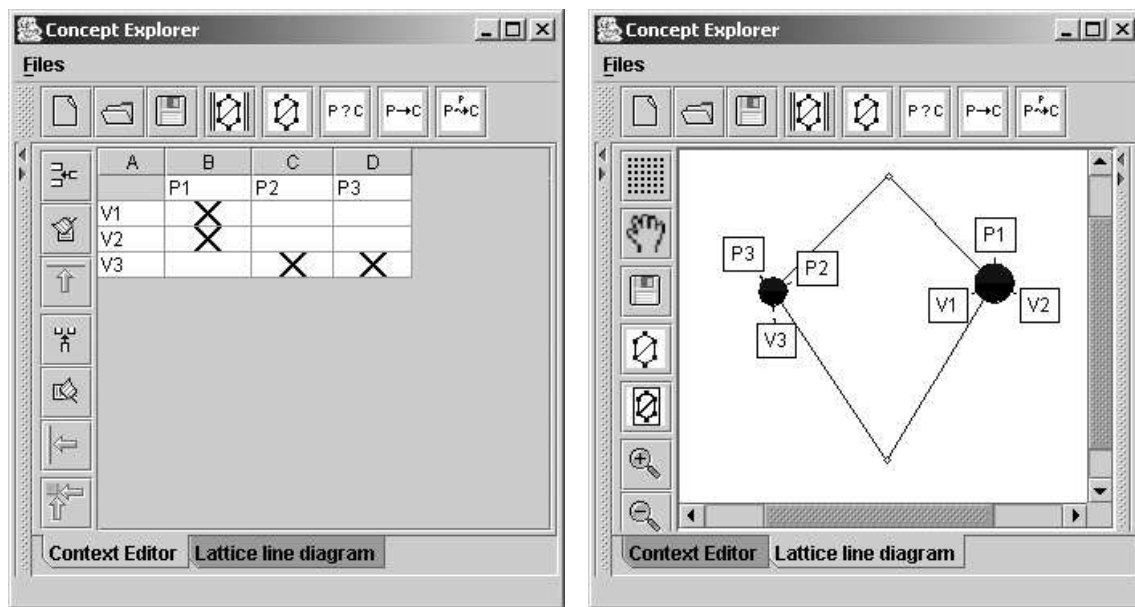 Concept Explorer
Files
P?C P→C P⤳C
P
A B C D
P1 P2 P3
V1
V2
V3
Context Editor Lattice line diagram
Concept Explorer
Files
P?C P→C P⤳C
P
P1
P3
P2
V1 V2
V3
Context Editor Lattice line diagram